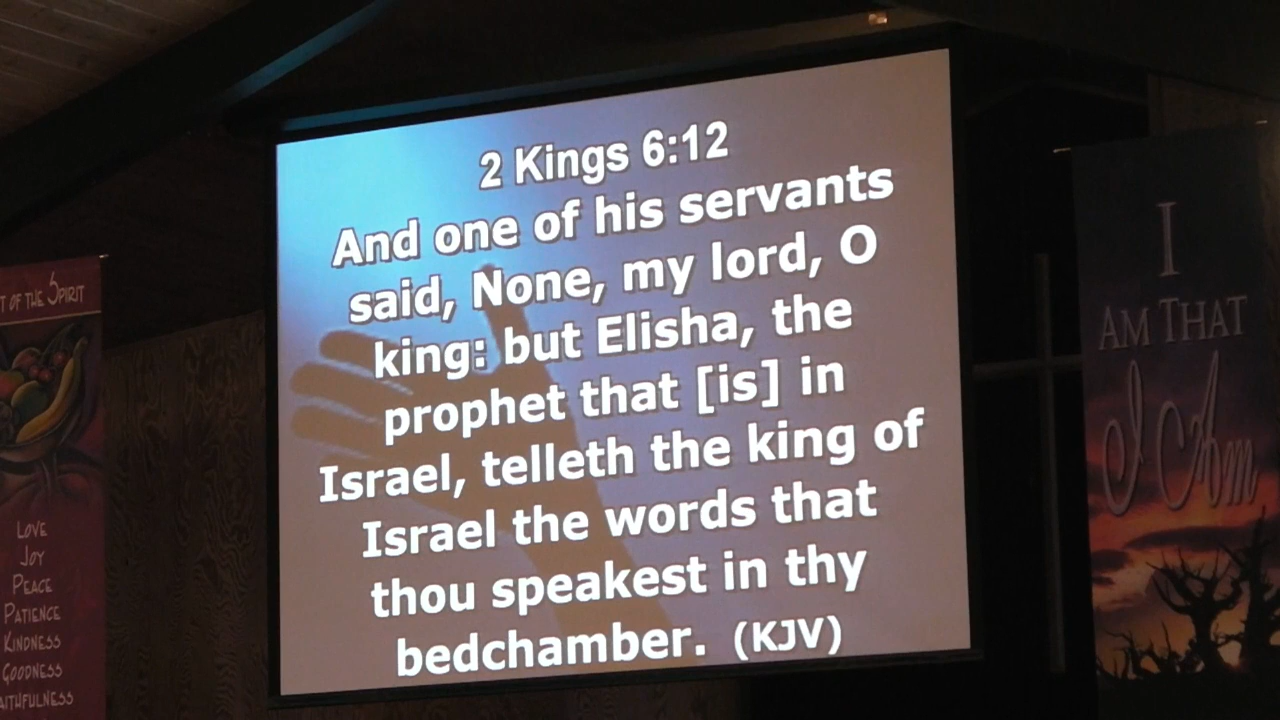 2 Kings 6:12
And one of his servants
said, None, my lord, O
king: but Elisha, the
prophet that [is] in
Israel, telleth the king of
Israel the words that
thou speakest in thy
bedchamber. (KJV)
T OF THE SPIRIT
LOVE
JOY
PEACE
PATIENCE
KINDNESS
GOODNESS
AITHFULNESS
I
AM THAT
I Am